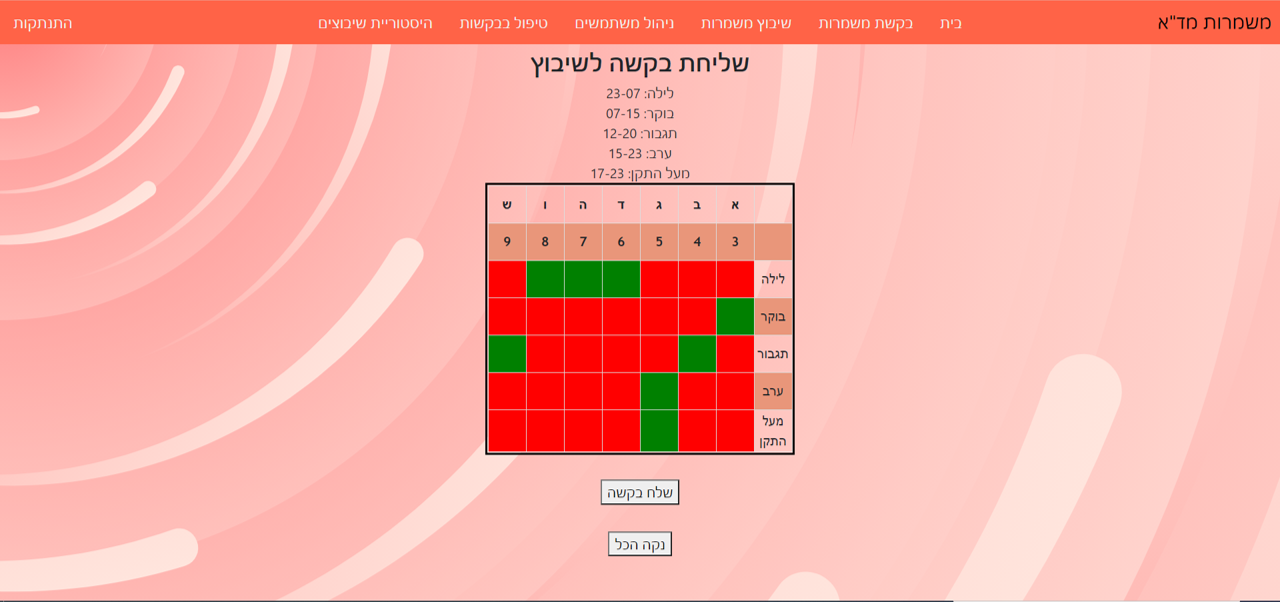 משמרות מד"א בית בקשת משמרות שיבוץ משמרות ניהול משתמשים טיפול בבקשות היסטוריית שיבוצים התנתקות
שליחת בקשה לשיבוץ
לילה: 23-07
בוקר: 07-15
תגבור: 12-20
ערב: 15-23
מעל התקן: 17-23
א ב ג ד ה ו ש
3 4 5 6 7 8 9
לילה
בוקר
תגבור
ערב
מעל
התקן
שלח בקשה
נקה הכל